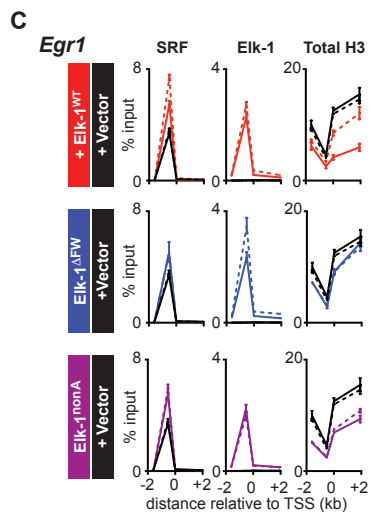 C
Egr1
SRF
Elk-1
Total H3
+ Elk-1WT
+ Vector
% input
8
0
4
0
20
0
Elk-1ΔFW
+Vector
% input
8
0
4
0
20
0
Elk-1nonA
+ Vector
% input
8
0
4
0
20
0
-2 0 +2
-2 0 +2
-2 0 +2
distance relative to TSS (kb)